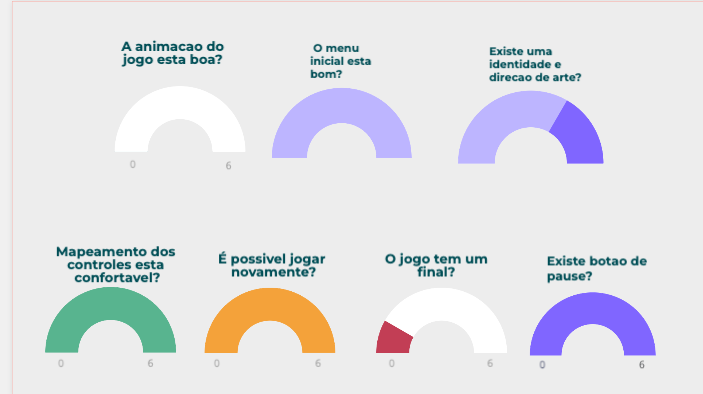 A animacao do
jogo esta boa?
O menu
inicial esta
bom?
Existe uma
identidade e
direcao de arte?
0
6
Mapeamento dos
controles esta
confortavel?
É possivel jogar
novamente?
O jogo tem um
final?
Existe botao de
pause?
0
6
0
6
0
6
0
6